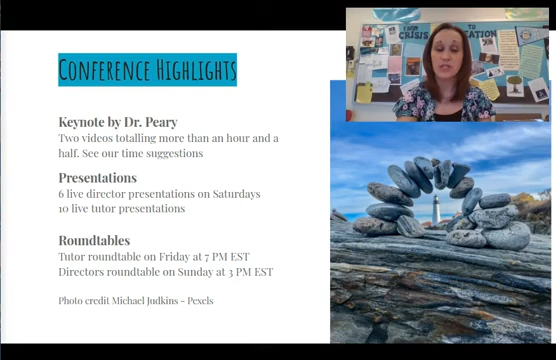 CONFERENCE HIGHLIGHTS
Keynote by Dr. Peary
Two videos totalling more than an hour and a
half. See our time suggestions
Presentations
6 live director presentations on Saturdays
10 live tutor presentations
Roundtables
Tutor roundtable on Friday at 7 PM EST
Directors roundtable on Sunday at 3 PM EST
Photo credit Michael Judkins - Pexels
CRISIS
TO